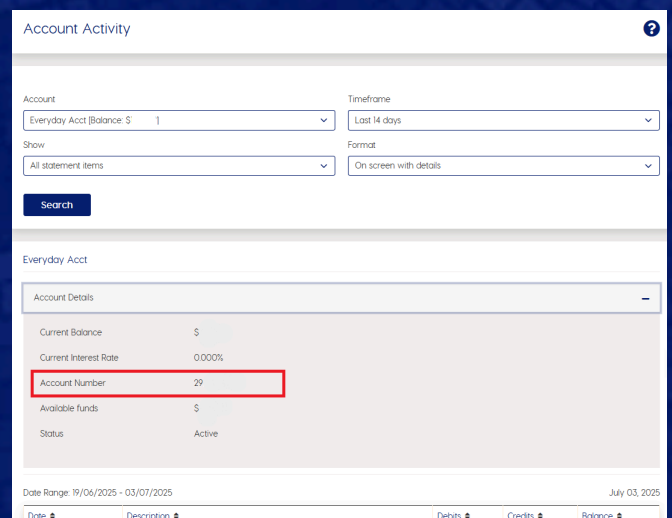 Account Activity ?
Account Timeframe
Everyday Acct [Balance: $ 1 Last 14 days
Show Format
All statement items On screen with details
Search
Everyday Acct
Account Details
Current Balance $
Current Interest Rate 0.000%
Account Number 29
Available funds $
Status Active
Date Range: 19/06/2025 - 03/07/2025 July 03, 2025
Date Description Debits Credits Balance